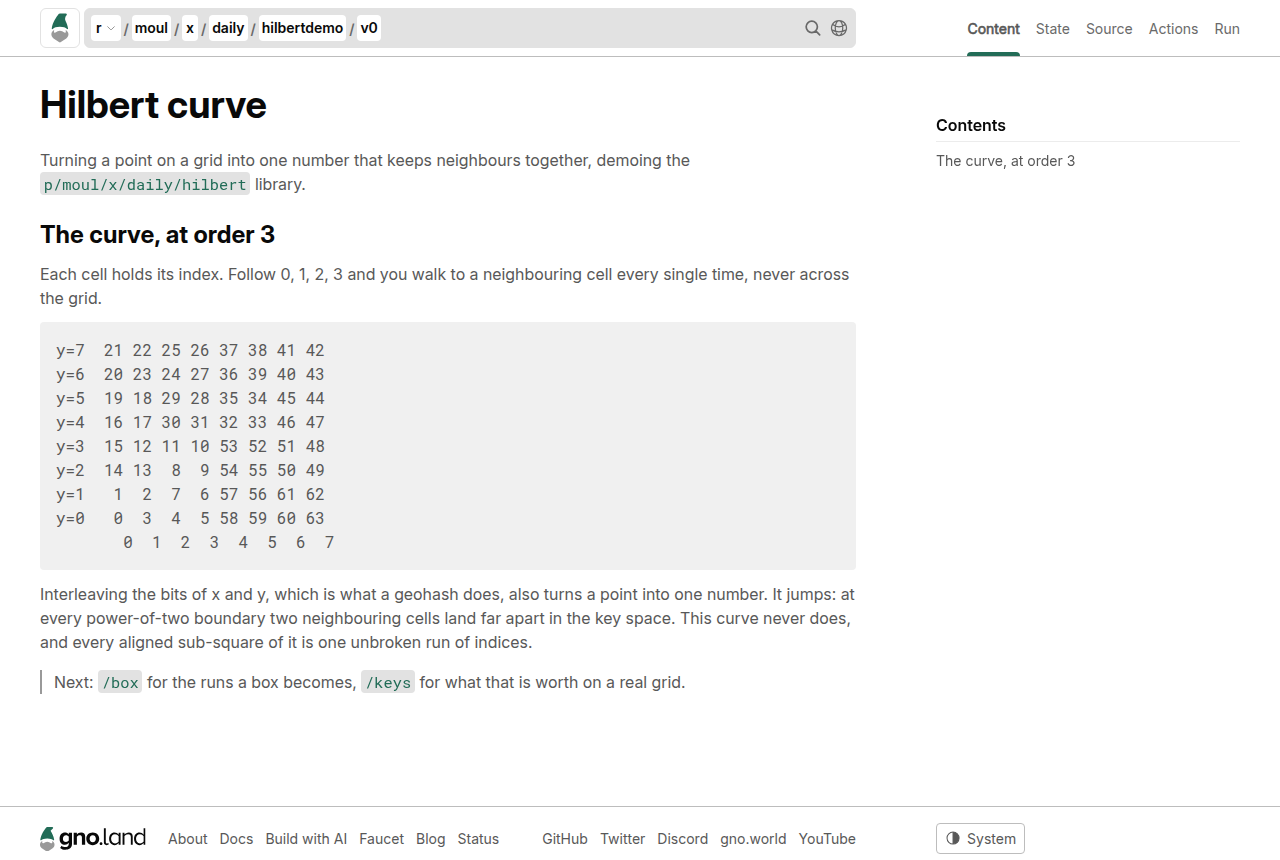 r / moul / x / daily / hilbertdemo / v0
Content State Source Actions Run
Hilbert curve
Turning a point on a grid into one number that keeps neighbours together, demoing the
p/moul/x/daily/hilbert library.
Contents
The curve, at order 3
The curve, at order 3
Each cell holds its index. Follow 0, 1, 2, 3 and you walk to a neighbouring cell every single time, never across
the grid.
y=7  21 22 25 26 37 38 41 42
y=6  20 23 24 27 36 39 40 43
y=5  19 18 29 28 35 34 45 44
y=4  16 17 30 31 32 33 46 47
y=3  15 12 11 10 53 52 51 48
y=2  14 13  8  9 54 55 50 49
y=1   1  2  7  6 57 56 61 62
y=0   0  3  4  5 58 59 60 63
       0  1  2  3  4  5  6  7
Interleaving the bits of x and y, which is what a geohash does, also turns a point into one number. It jumps: at
every power-of-two boundary two neighbouring cells land far apart in the key space. This curve never does,
and every aligned sub-square of it is one unbroken run of indices.
Next: /box for the runs a box becomes, /keys for what that is worth on a real grid.
gno.land About Docs Build with AI Faucet Blog Status GitHub Twitter Discord gno.world YouTube System